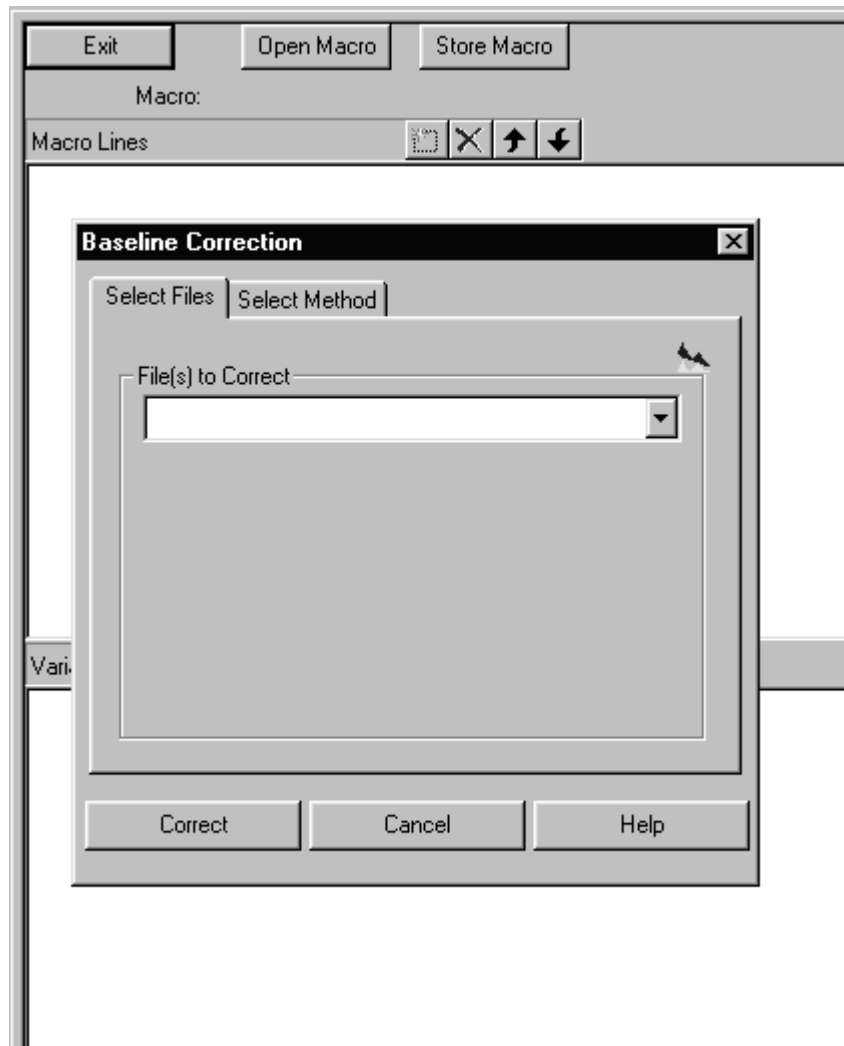 Exit
Open Macro
Store Macro
Macro:
Macro Lines
Baseline Correction
Select Files
Select Method
File(s) to Correct
Correct
Cancel
Help